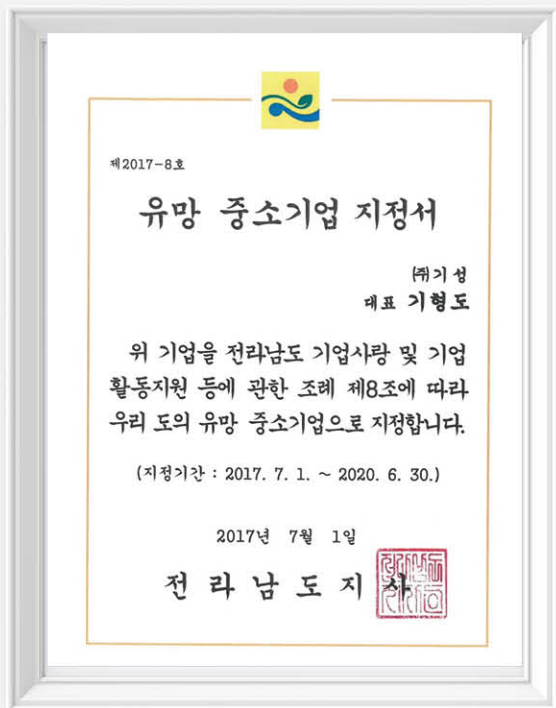 제2017-8호
유망 중소기업 지정서
㈜기성
대표 기형도
위 기업을 전라남도 기업사랑 및 기업
활동지원 등에 관한 조례 제8조에 따라
우리 도의 유망 중소기업으로 지정합니다.
(지정기간 : 2017. 7. 1. ~ 2020. 6. 30.)
2017년 7월 1일
전라남도지사